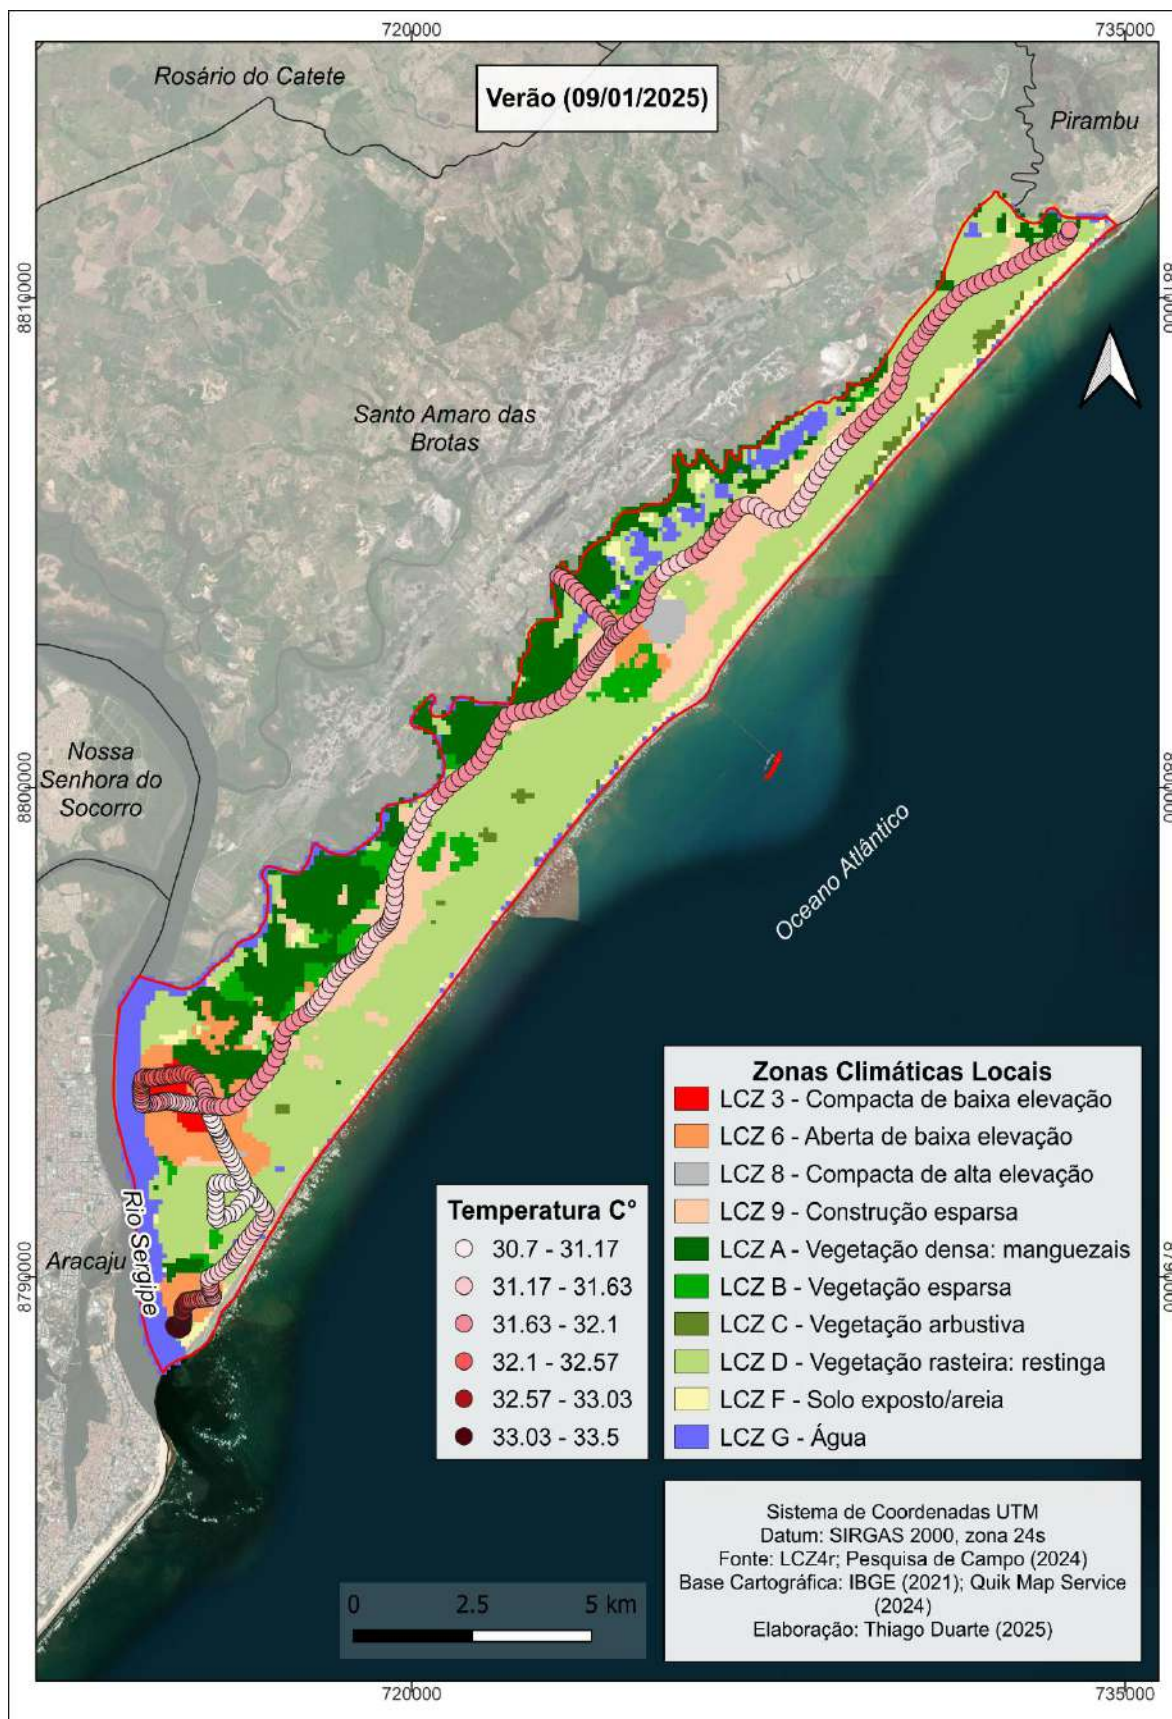 720000
735000
Rosário do Catete
Verão (09/01/2025)
Pirambu
8810000
8810000
Santo Amaro das
Brotas
Nossa
Senhora do
Socorro
8800000
8800000
Oceano Atlântico
Rio Sergipe
Aracaju
8790000
8790000
Temperatura C°
30.7 - 31.17
31.17 - 31.63
31.63 - 32.1
32.1 - 32.57
32.57 - 33.03
33.03 - 33.5
Zonas Climáticas Locais
LCZ 3 - Compacta de baixa elevação
LCZ 6 - Aberta de baixa elevação
LCZ 8 - Compacta de alta elevação
LCZ 9 - Construção esparsa
LCZ A - Vegetação densa: manguezais
LCZ B - Vegetação esparsa
LCZ C - Vegetação arbustiva
LCZ D - Vegetação rasteira: restinga
LCZ F - Solo exposto/areia
LCZ G - Água
Sistema de Coordenadas UTM
Datum: SIRGAS 2000, zona 24s
Fonte: LCZ4r; Pesquisa de Campo (2024)
Base Cartográfica: IBGE (2021); Quik Map Service
(2024)
Elaboração: Thiago Duarte (2025)
0 2.5 5 km
720000
735000